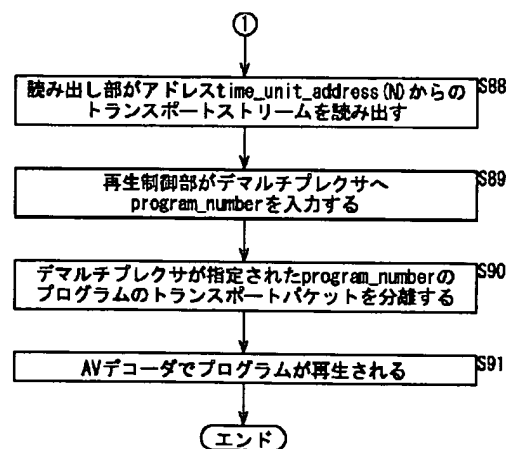 ①
読み出し部がアドレスtime_unit_address(N)からの
トランスポートストリームを読み出す
S88
再生制御部がデマルチプレクサへ
program_numberを入力する
S89
デマルチプレクサが指定されたprogram_numberの
プログラムのトランスポートパケットを分離する
S90
AVデコーダでプログラムが再生される
S91
エンド